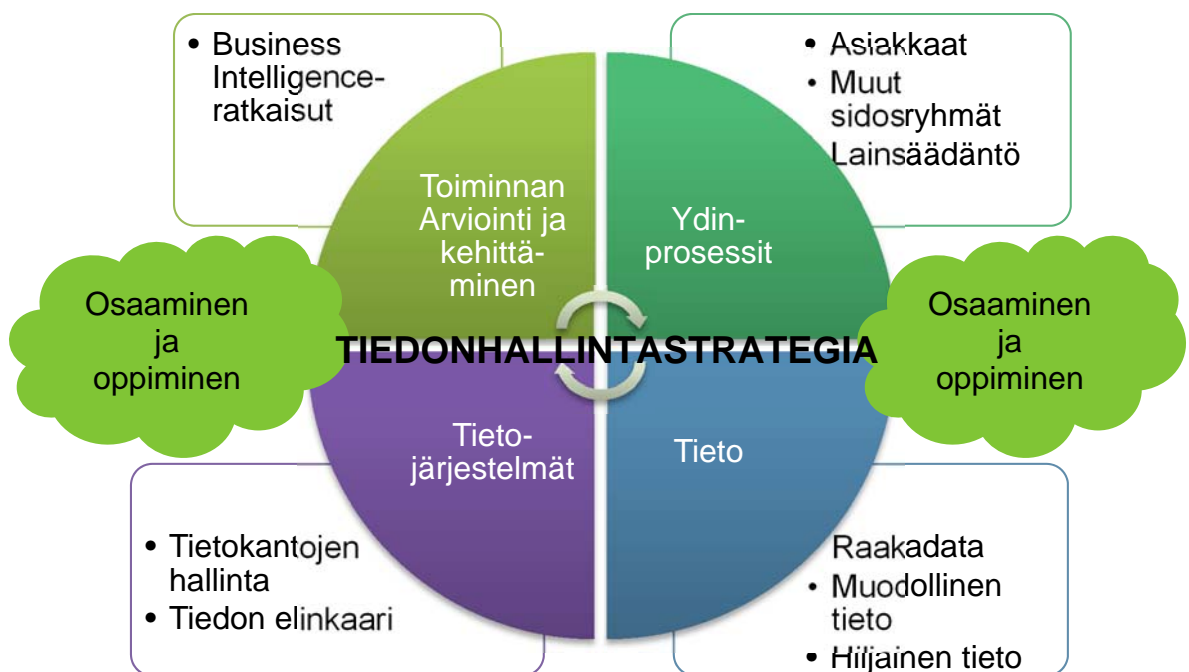 • Business
Intelligence-
ratkaisut
• Asiakkaat
• Muut
sidosryhmät
Lainsäädäntö
Toiminnan
Arviointi ja
kehittä-
minen
Ydin-
prosessit
Osaaminen
ja
oppiminen
TIEDONHALLINTASTRATEGIA
Osaaminen
ja
oppiminen
Tieto-
järjestelmät
Tieto
• Tietokantojen
hallinta
• Tiedon elinkaari
Raakadata
• Muodollinen
tieto
• Hiljainen tieto